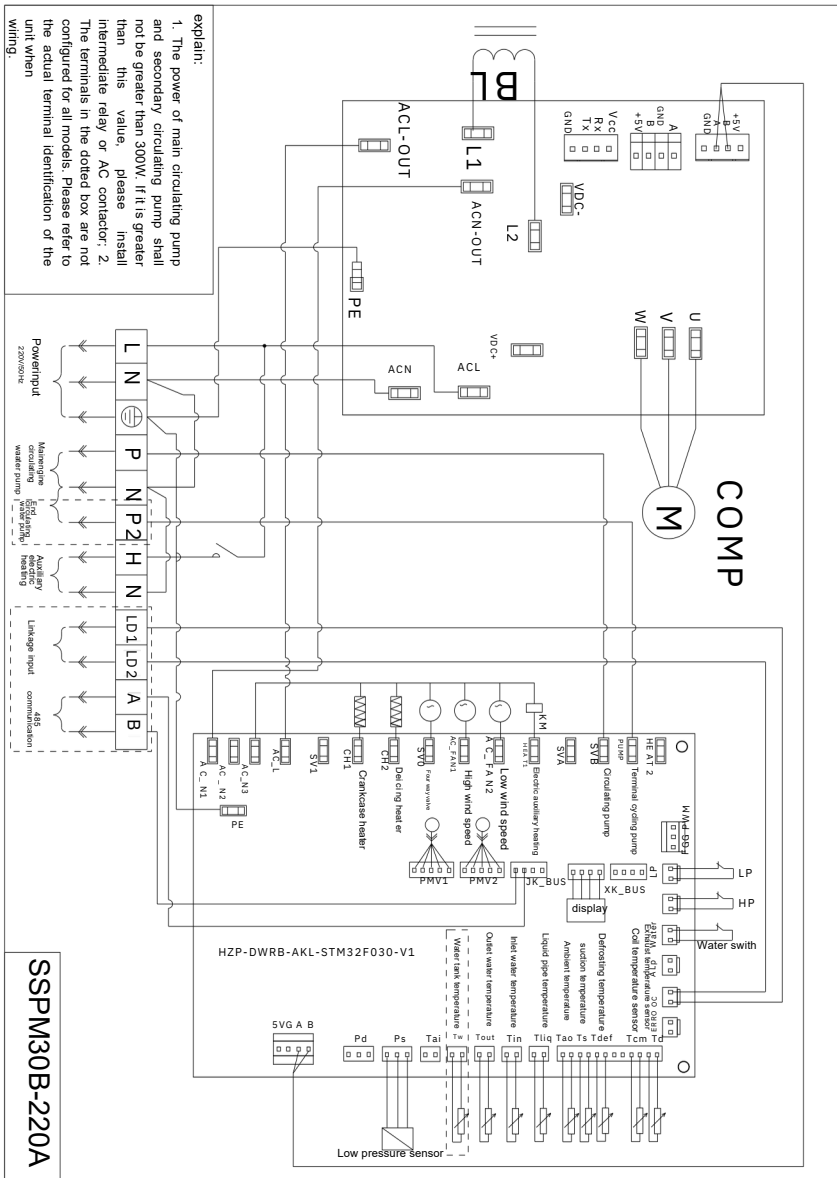 explain:
1. The power of main circulating pump
and secondary circulating pump shall
not be greater than 300W. If it is greater
than this value, please install
intermediate relay or AC contactor; 2.
The terminals in the dotted box are not
configured for all models. Please refer to
the actual terminal identification of the
unit when
wiring.
BL
ACL-OUT
L1
ACN-OUT
L2
GND
Tx
Rx
Vcc
+5V
B
GND
A
GND
A
B
+5V
VDC-
PE
VDC+
ACN
ACL
W
V
U
M
COMP
L
N
P
N
P2
H
N
LD1
LD2
A
B
Powerinput
220V/50Hz
Mainengine
circulating
waater pump
End
circulating
water pump
Auxiliary
electric
heating
Linkage input
485
communication
AC_N1
AC_N2
AC_N3
AC_L
SV1
CH1
Crankcase heater
CH2
Deicing heater
SV0
Four way valve
AC_FAN1
High wind speed
AC_FAN2
Low wind speed
KM
HEAT1
Electric auxiliary heating
SVA
SVB
Circulating pump
PUMP
Terminal cycling pump
HEAT2
PE
PMV1
PMV2
JK_BUS
XK_BUS
display
FGG PWM
LP
LP
HP
Water swith
Water
XLP
OC
ERRO
HZP-DWRB-AKL-STM32F030-V1
Water tank temperature
Outlet water temperature
Inlet water temperature
Liquid pipe temperature
Ambient temperature
suction temperature
Defrosting temperature
Coil temperature sensor
Exhaust temperature sensor
5VG A B
Pd
Ps
Tai
Tw
Tout
Tin
Tliq
Tao
Ts
Tdef
Tcm
Td
Low pressure sensor
SSPM30B-220A